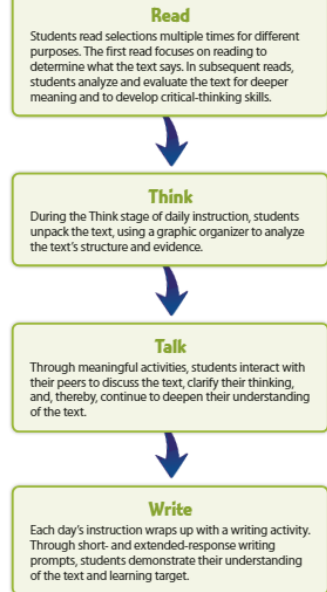 Read
Students read selections multiple times for different
purposes. The first read focuses on reading to
determine what the text says. In subsequent reads,
students analyze and evaluate the text for deeper
meaning and to develop critical-thinking skills.
Think
During the Think stage of daily instruction, students
unpack the text, using a graphic organizer to analyze
the text's structure and evidence.
Talk
Through meaningful activities, students interact with
their peers to discuss the text, clarify their thinking,
and, thereby, continue to deepen their understanding
of the text.
Write
Each day's instruction wraps up with a writing activity.
Through short- and extended-response writing
prompts, students demonstrate their understanding
of the text and learning target.